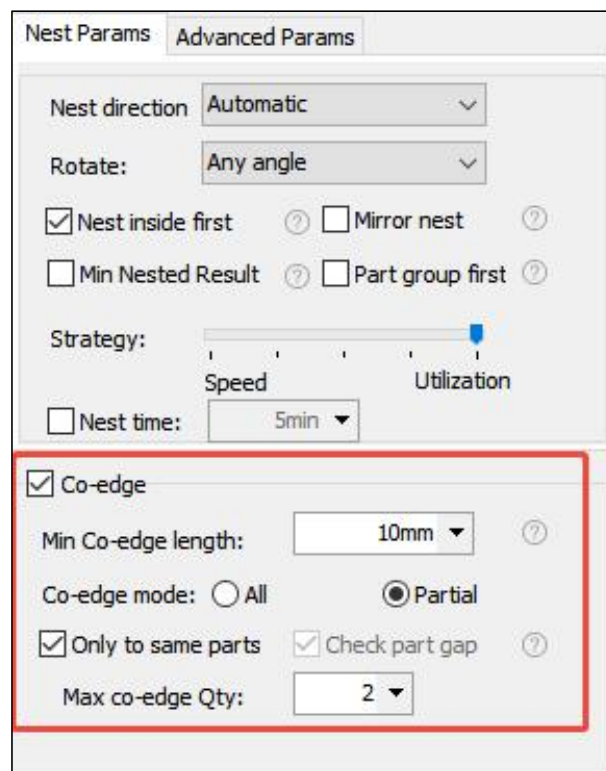 Nest Params Advanced Params
Nest direction Automatic
Rotate: Any angle
Nest inside first ? Mirror nest ?
Min Nested Result ? Part group first ?
Strategy:
Speed Utilization
Nest time: 5min
Co-edge
Min Co-edge length: 10mm ?
Co-edge mode: All Partial
Only to same parts Check part gap ?
Max co-edge Qty: 2